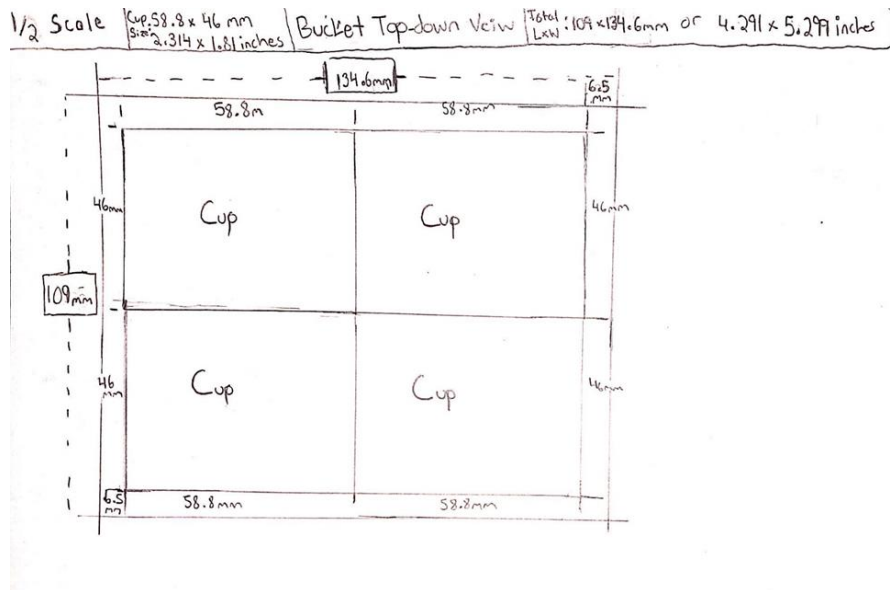 1/2 Scale
Cup 58.8 x 46 mm
Size: 2.314 x 1.81 inches
Bucket Top-down Veiw
Total LxW: 109 x 134.6mm or 4.291 x 5.299 inches
134.6mm
6.5 mm
58.8m
58.8mm
46mm
Cup
Cup
46mm
109mm
46 mm
Cup
Cup
46mm
6.5 mm
58.8mm
58.8mm